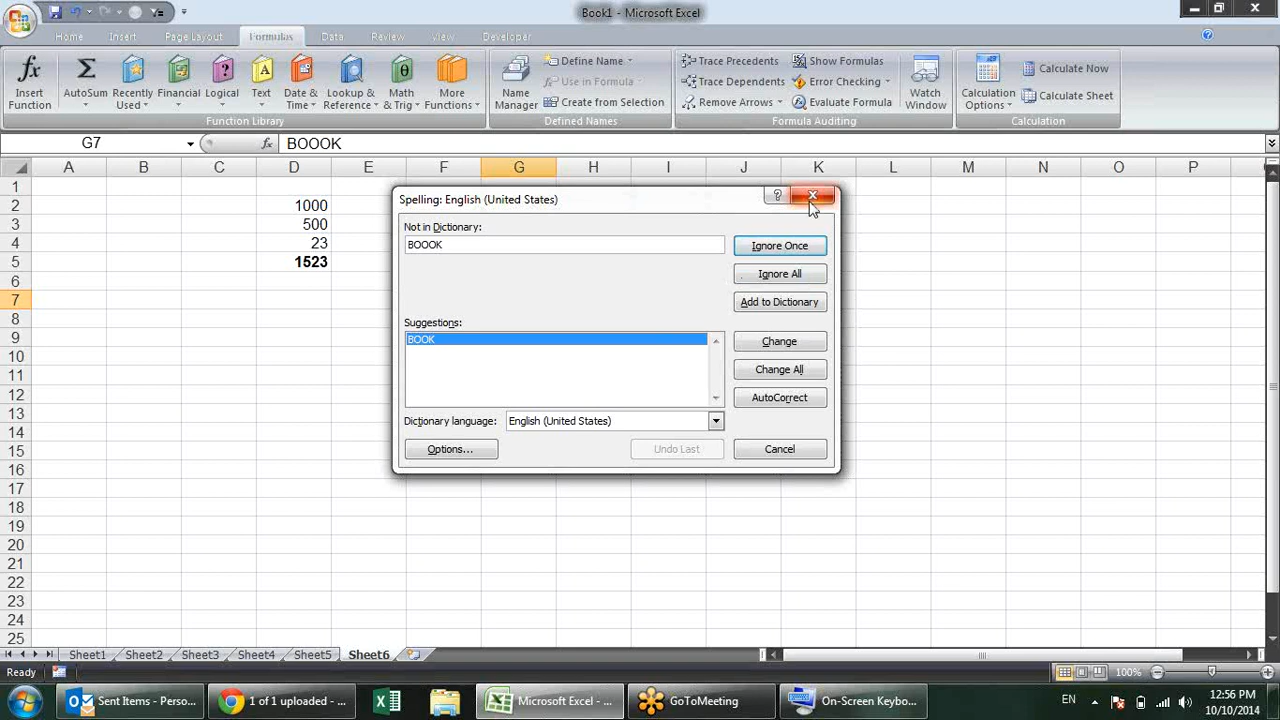 Book1 - Microsoft Excel
Home Insert Page Layout Formulas Data Review View Developer
Insert Function
AutoSum
Recently Used
Financial
Logical
Text
Date & Time
Lookup & Reference
Math & Trig
More Functions
Function Library
Name Manager
Define Name
Use in Formula
Create from Selection
Defined Names
Trace Precedents
Trace Dependents
Remove Arrows
Show Formulas
Error Checking
Evaluate Formula
Formula Auditing
Watch Window
Calculation Options
Calculate Now
Calculate Sheet
Calculation
G7 fx BOOOK
A B C D E F G H I J K L M N O P
1
2 1000
3 500
4 23
5 1523
6
7
8
9
10
11
12
13
14
15
16
17
18
19
20
21
22
23
24
25
Spelling: English (United States)
Not in Dictionary:
BOOOK
Ignore Once
Ignore All
Add to Dictionary
Suggestions:
BOOK
Change
Change All
AutoCorrect
Dictionary language: English (United States)
Options... Undo Last Cancel
Sheet1 Sheet2 Sheet3 Sheet4 Sheet5 Sheet6
Ready 100%
Sent Items - Perso... 1 of 1 uploaded - ... Microsoft Excel - ... GoToMeeting On-Screen Keybo... EN 12:56 PM
10/10/2014